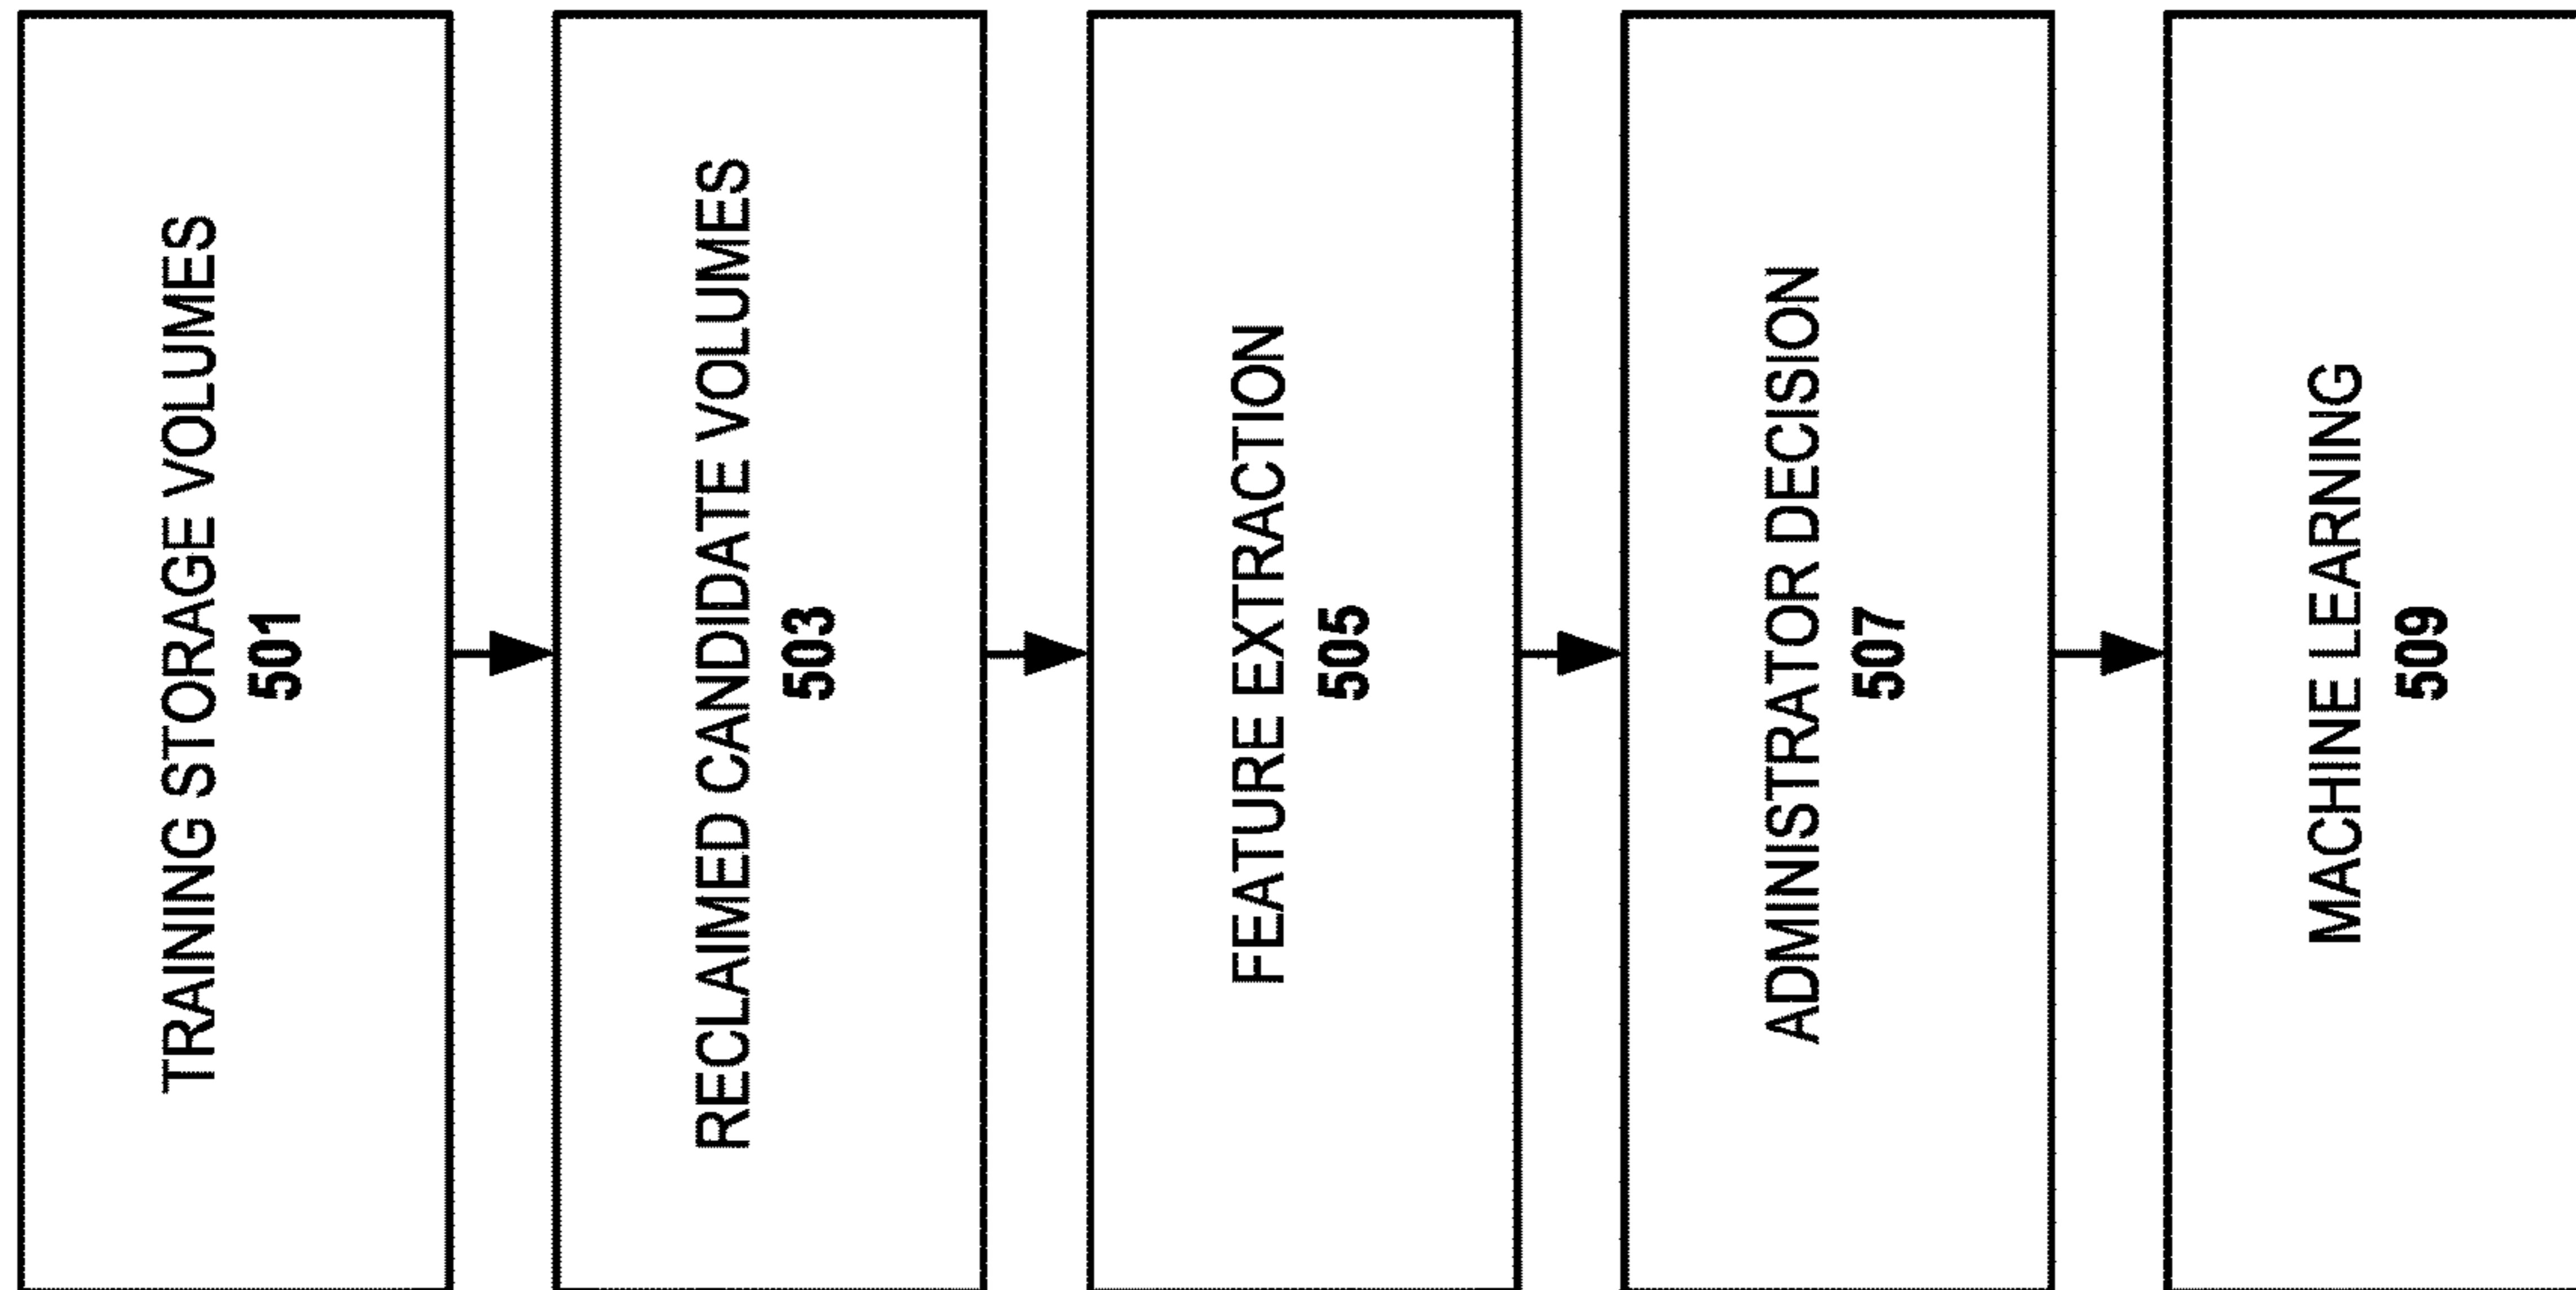 TRAINING STORAGE VOLUMES
501
RECLAIMED CANDIDATE VOLUMES
503
FEATURE EXTRACTION
505
ADMINISTRATOR DECISION
507
MACHINE LEARNING
509